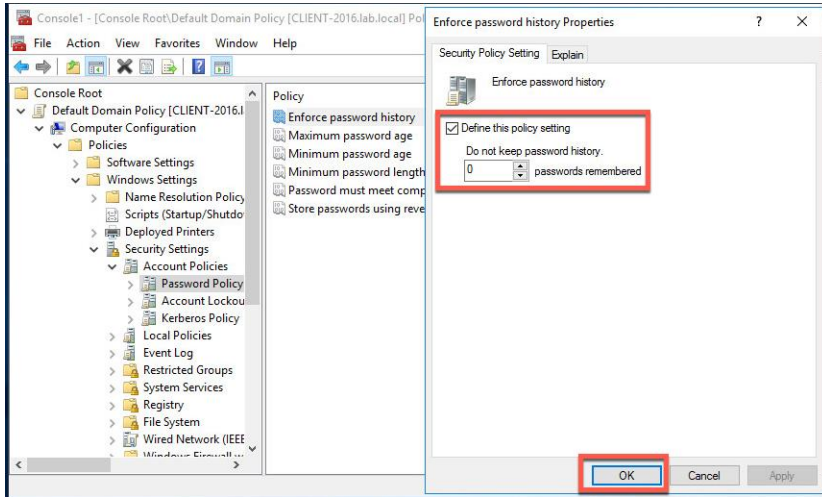 Console1 - [Console Root\Default Domain Policy [CLIENT-2016.lab.local] Pol
File Action View Favorites Window Help
Console Root
Default Domain Policy [CLIENT-2016.l
Computer Configuration
Policies
Software Settings
Windows Settings
Name Resolution Policy
Scripts (Startup/Shutdo
Deployed Printers
Security Settings
Account Policies
Password Policy
Account Lockou
Kerberos Policy
Local Policies
Event Log
Restricted Groups
System Services
Registry
File System
Wired Network (IEEE
Windows Firewall w
Policy
Enforce password history
Maximum password age
Minimum password age
Minimum password length
Password must meet comp
Store passwords using reve
Enforce password history Properties ? X
Security Policy Setting Explain
Enforce password history
Define this policy setting
Do not keep password history.
0 passwords remembered
OK Cancel Apply